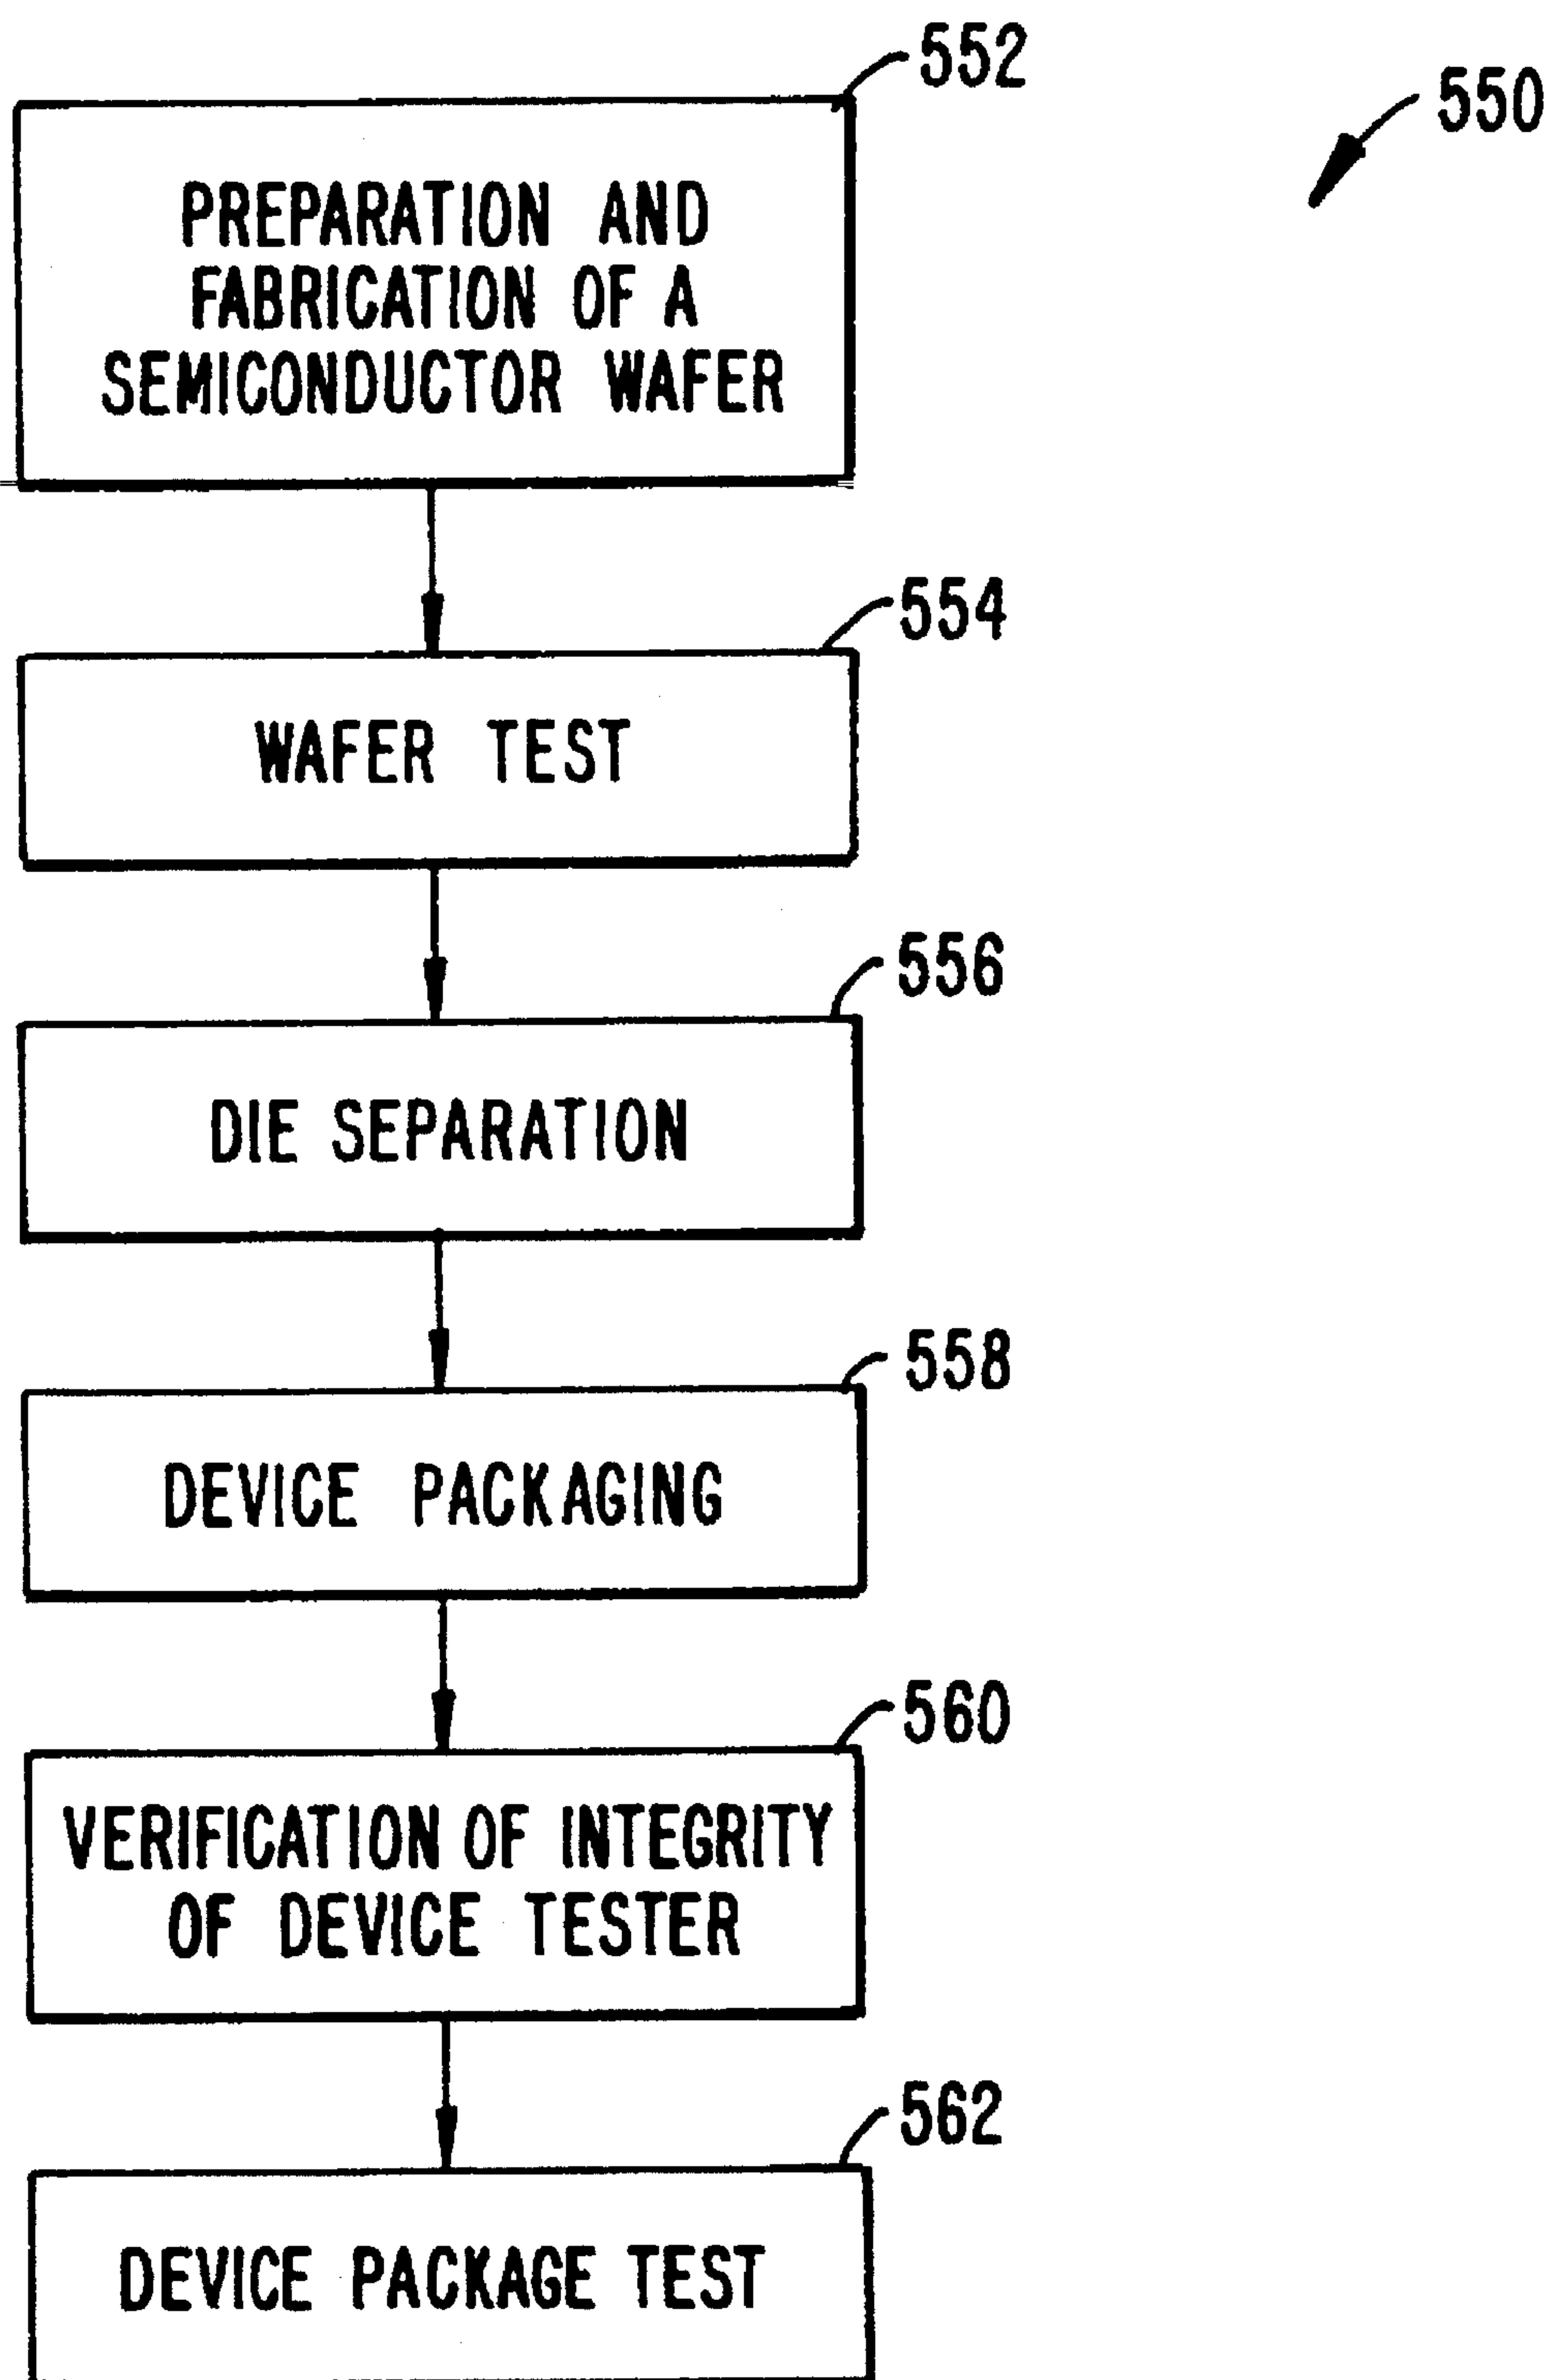 552
550
PREPARATION AND
FABRICATION OF A
SEMICONDUCTOR WAFER
554
WAFER TEST
556
DIE SEPARATION
558
DEVICE PACKAGING
560
VERIFICATION OF INTEGRITY
OF DEVICE TESTER
562
DEVICE PACKAGE TEST